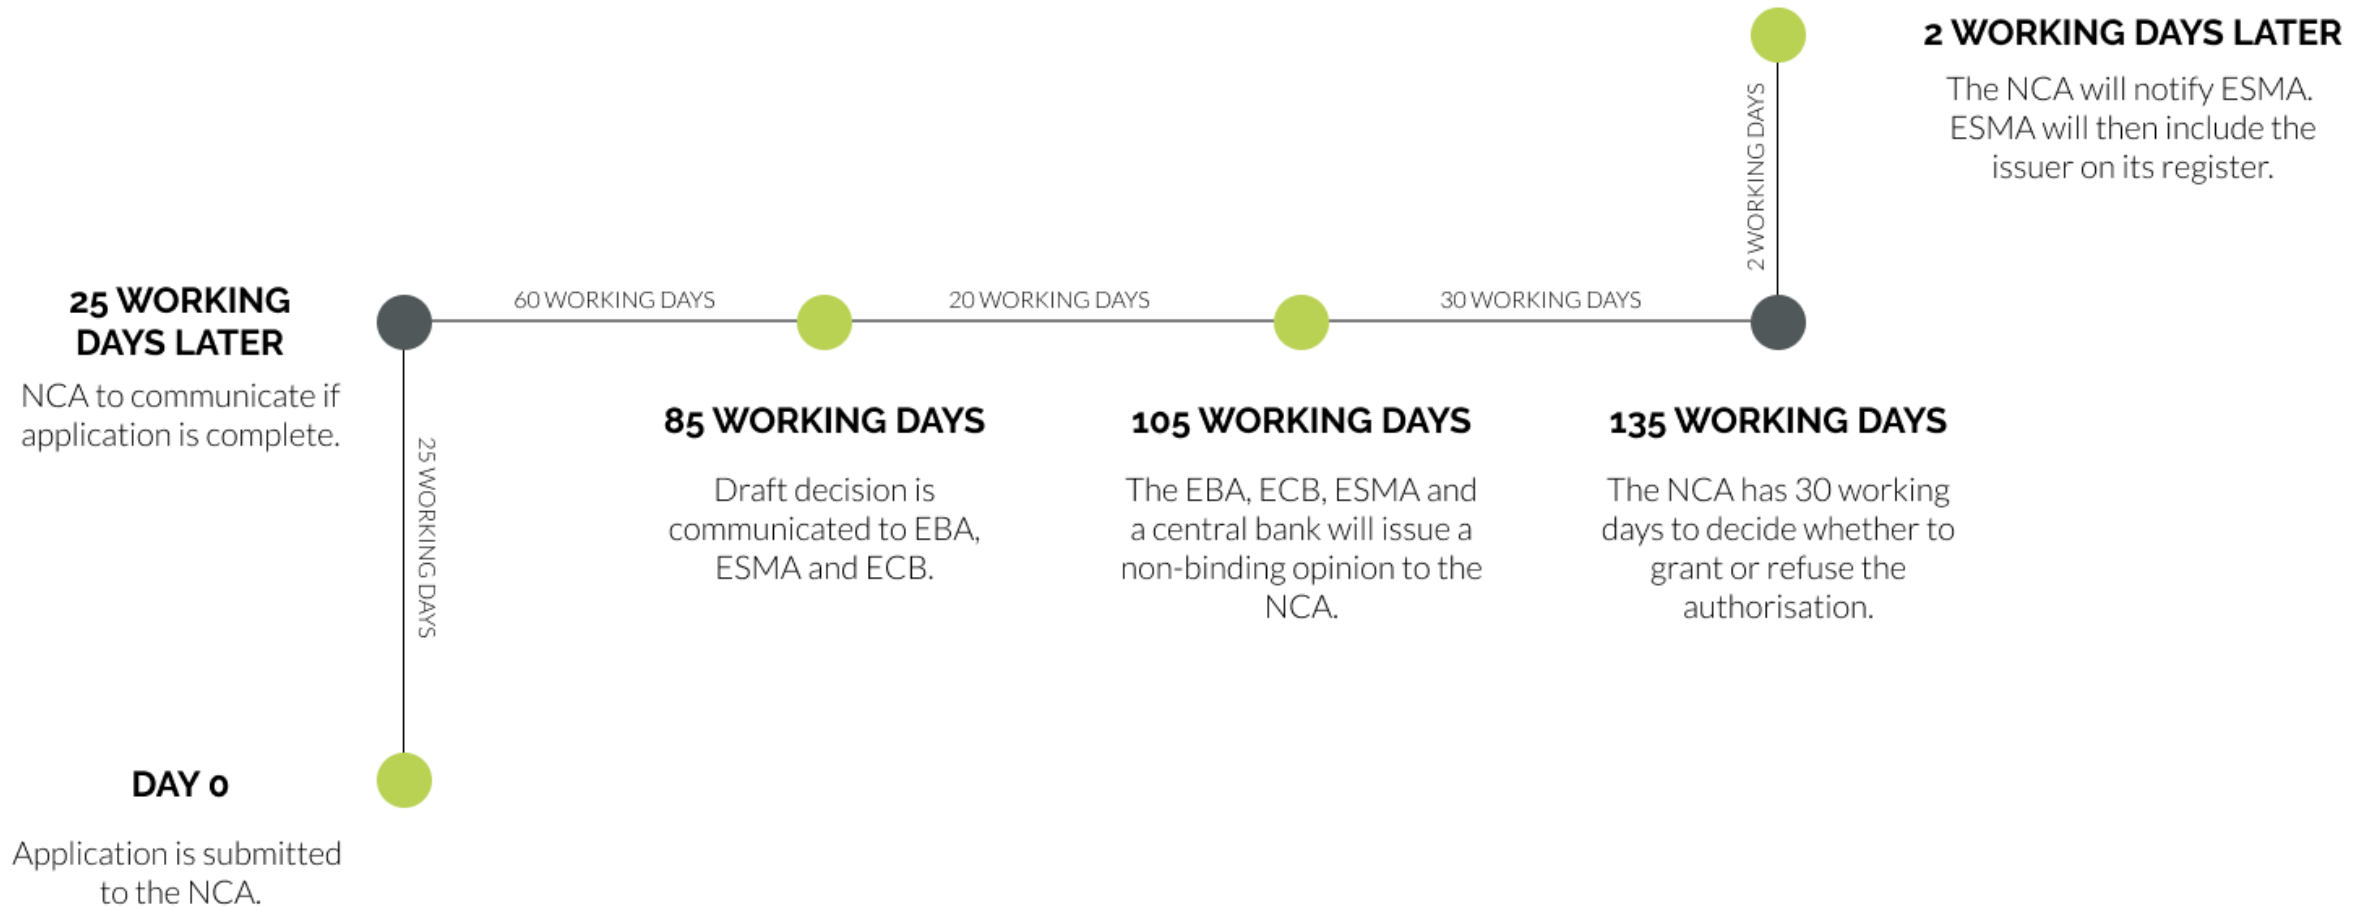 2 WORKING DAYS LATER
The NCA will notify ESMA.
ESMA will then include the
issuer on its register.
2 WORKING DAYS
25 WORKING
DAYS LATER
NCA to communicate if
application is complete.
60 WORKING DAYS
20 WORKING DAYS
30 WORKING DAYS
25 WORKING DAYS
85 WORKING DAYS
Draft decision is
communicated to EBA,
ESMA and ECB.
105 WORKING DAYS
The EBA, ECB, ESMA and
a central bank will issue a
non-binding opinion to the
NCA.
135 WORKING DAYS
The NCA has 30 working
days to decide whether to
grant or refuse the
authorisation.
DAY 0
Application is submitted
to the NCA.